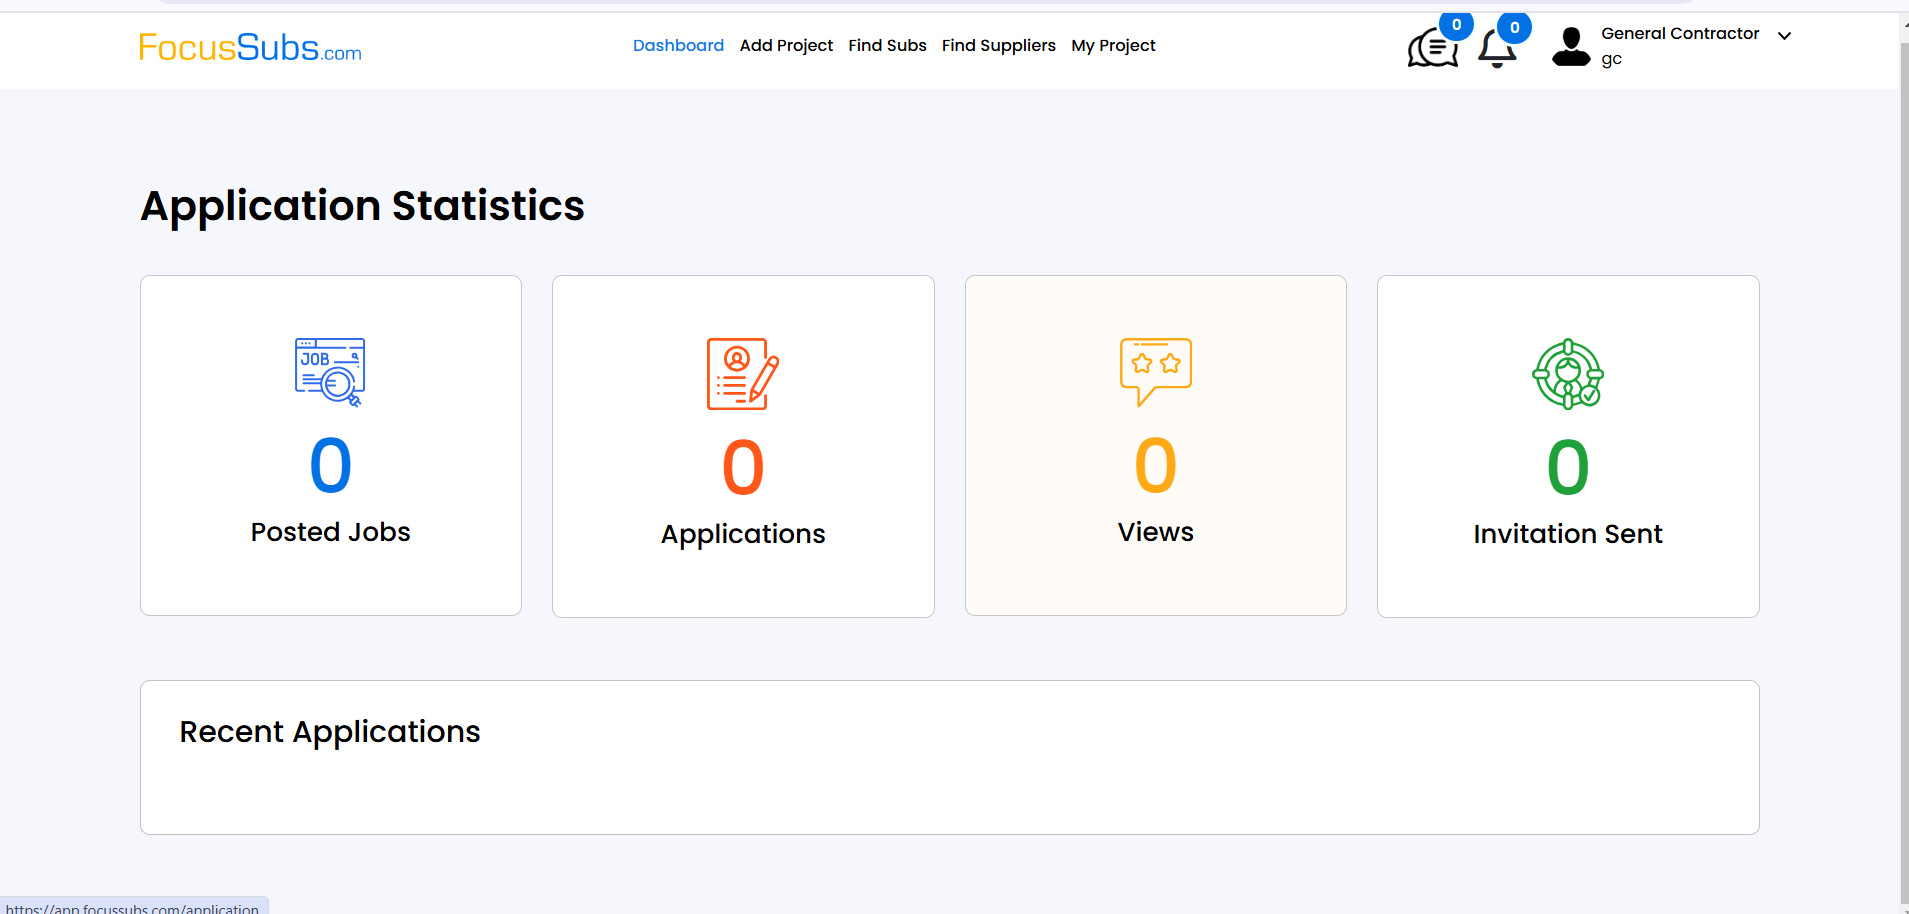 FocusSubs.com
Dashboard Add Project Find Subs Find Suppliers My Project
0
0
General Contractor
gc
Application Statistics
JOB
0
Posted Jobs
0
Applications
0
Views
0
Invitation Sent
Recent Applications
https://app.focussubs.com/application